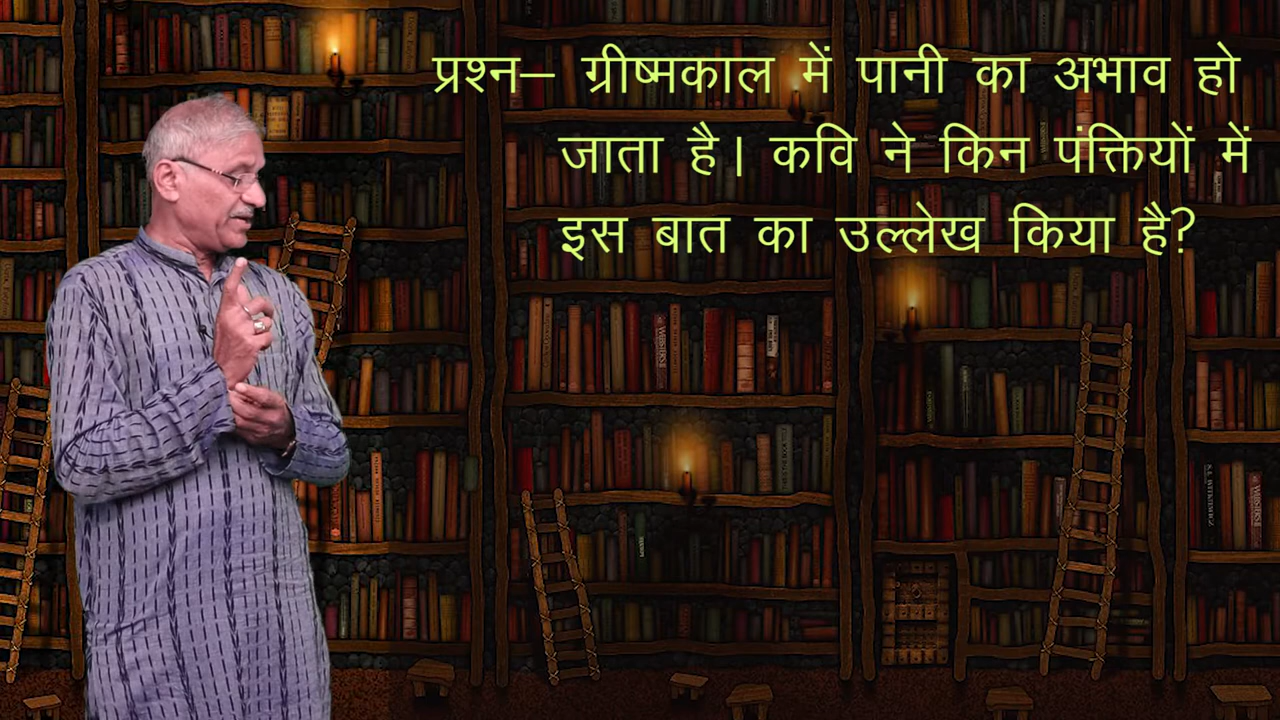 प्रश्न– ग्रीष्मकाल में पानी का अभाव हो
जाता है। कवि ने किन पंक्तियों में
इस बात का उल्लेख किया है?